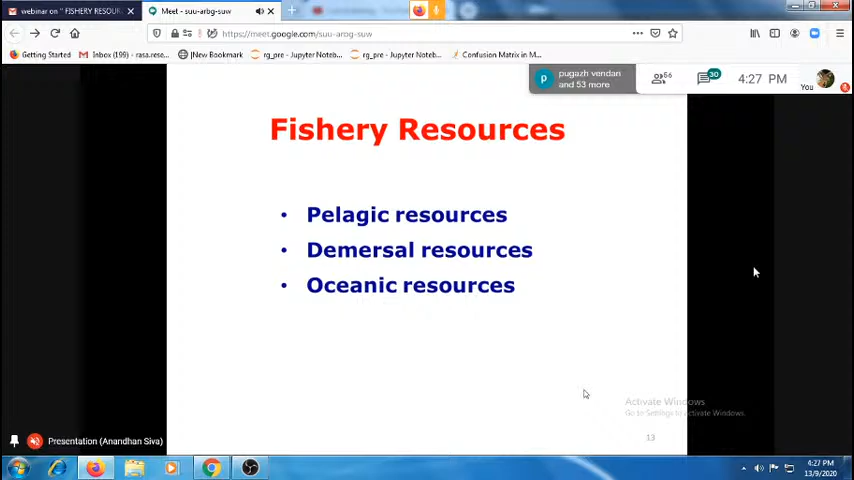 webinar on " FISHERY RESOUR
Meet - suu-arbg-suw
https://meet.google.com/suu-arbg-suw
Getting Started
Inbox (199) - rasa.rese...
|New Bookmark
rg_pre - Jupyter Noteb...
rg_pre - Jupyter Noteb...
Confusion Matrix in M...
pugazh vendan
and 53 more
56
30
4:27 PM
You
Fishery Resources
• Pelagic resources
• Demersal resources
• Oceanic resources
Activate Windows
Go to Settings to activate Windows.
13
Presentation (Anandhan Siva)
4:27 PM
13/9/2020